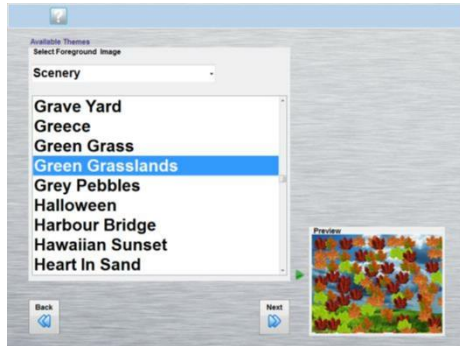 Available Themes
Select Foreground Image
Scenery
Grave Yard
Greece
Green Grass
Green Grasslands
Grey Pebbles
Halloween
Harbour Bridge
Hawaiian Sunset
Heart In Sand
Preview
Back
Next